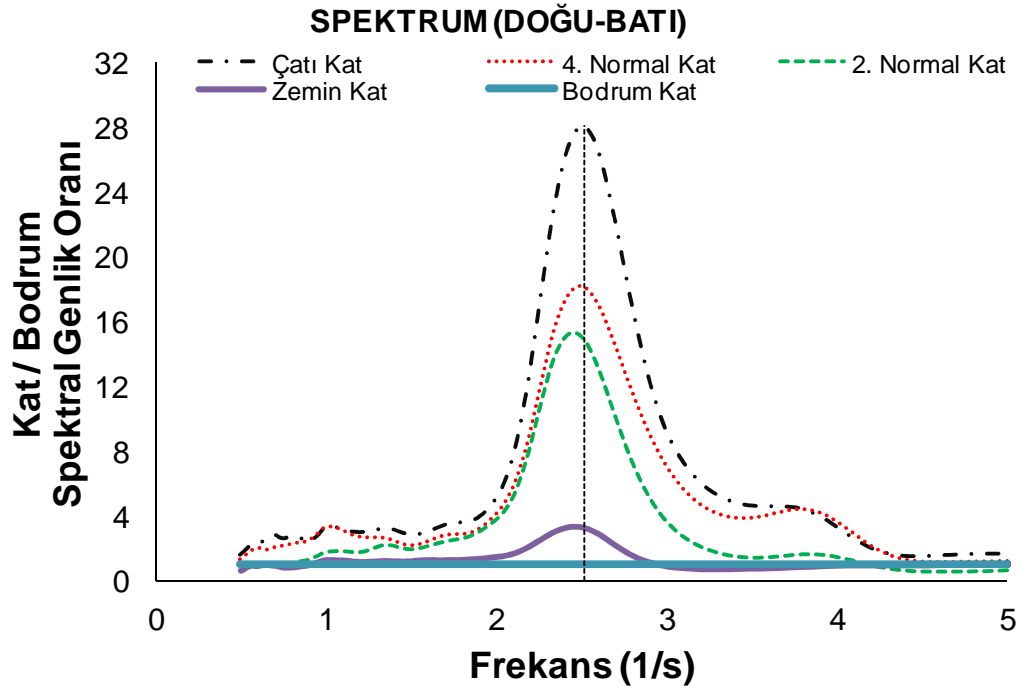 SPEKTRUM (DOĞU-BATI)
Çatı Kat
4. Normal Kat
2. Normal Kat
Zemin Kat
Bodrum Kat
Kat / Bodrum
Spektral Genlik Oranı
32
28
24
20
16
12
8
4
0
0 1 2 3 4 5
Frekans (1/s)